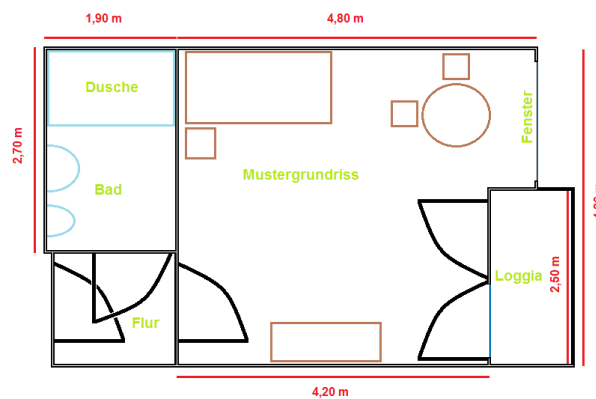 1,90 m
4,80 m
Dusche
Fenster
2,70 m
Mustergrundriss
Bad
Loggia
2,50 m
Flur
4,20 m